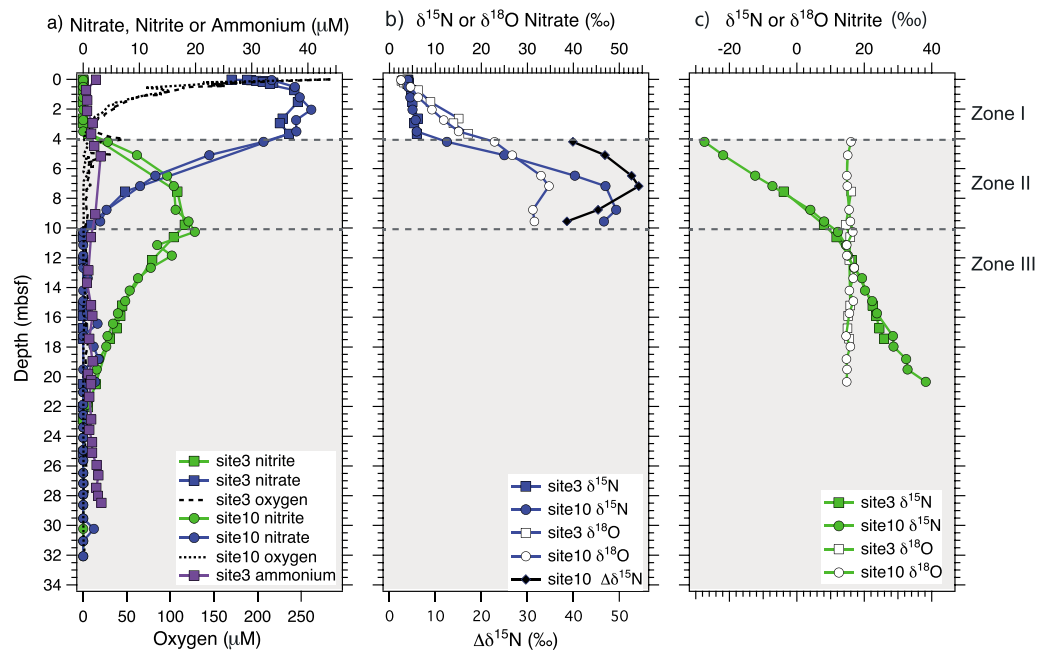 a) Nitrate, Nitrite or Ammonium (μM)
0 10 20 30 40
b) δ¹⁵N or δ¹⁸O Nitrate (‰)
0 10 20 30 40 50
c) δ¹⁵N or δ¹⁸O Nitrite (‰)
-20 0 20 40
Depth (mbsf)
0
2
4
6
8
10
12
14
16
18
20
22
24
26
28
30
32
34
site3 nitrite
site3 nitrate
site3 oxygen
site10 nitrite
site10 nitrate
site10 oxygen
site3 ammonium
0 50 100 150 200 250
Oxygen (μM)
site3 δ¹⁵N
site10 δ¹⁵N
site3 δ¹⁸O
site10 δ¹⁸O
site10 Δδ¹⁵N
0 10 20 30 40 50
Δδ¹⁵N (‰)
site3 δ¹⁵N
site10 δ¹⁵N
site3 δ¹⁸O
site10 δ¹⁸O
-20 0 20 40
Zone I
Zone II
Zone III